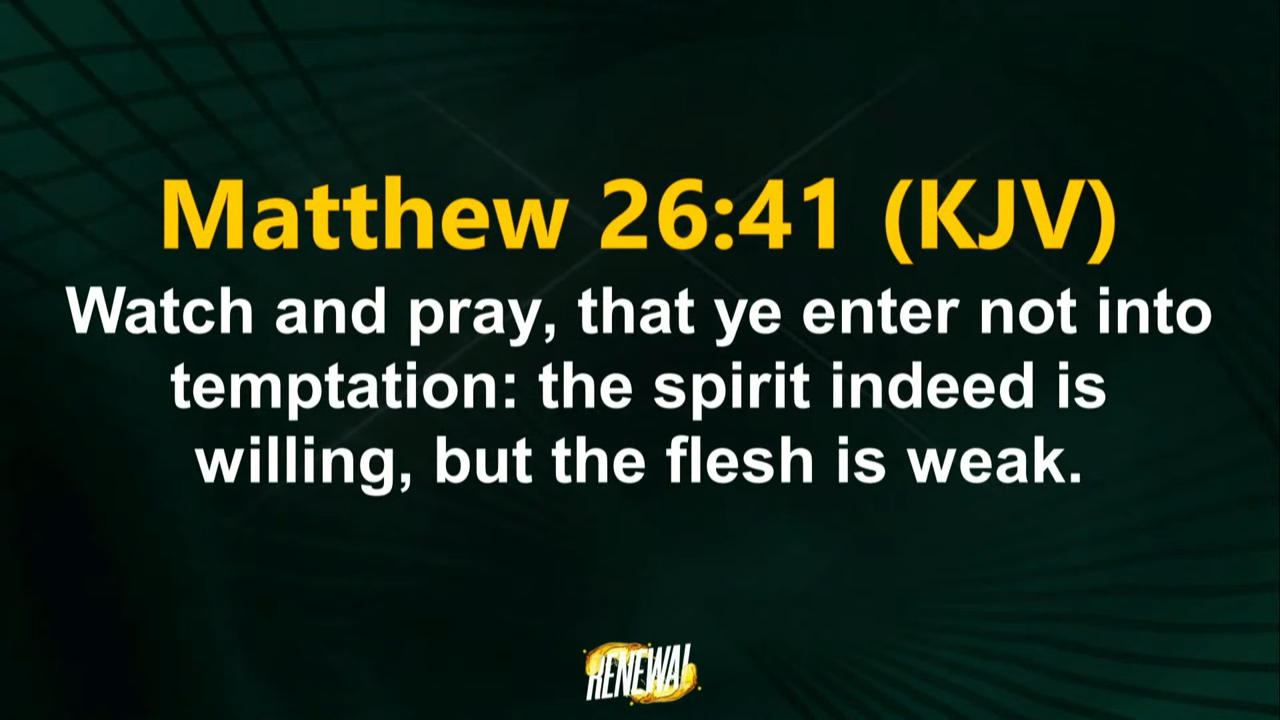 Matthew 26:41 (KJV)
Watch and pray, that ye enter not into
temptation: the spirit indeed is
willing, but the flesh is weak.
RENEWAL